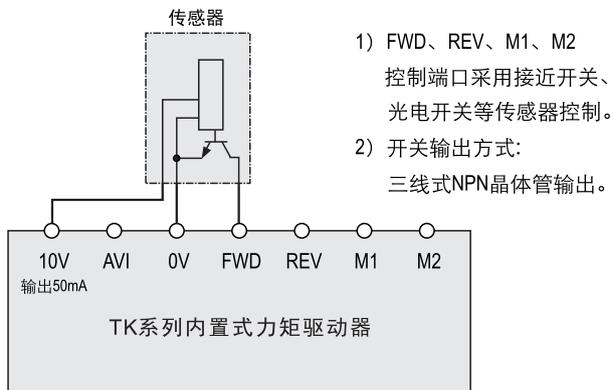 传感器
1）FWD、REV、M1、M2
控制端口采用接近开关、
光电开关等传感器控制。
2）开关输出方式:
三线式NPN晶体管输出。
10V AVI 0V FWD REV M1 M2
输出50mA
TK系列内置式力矩驱动器